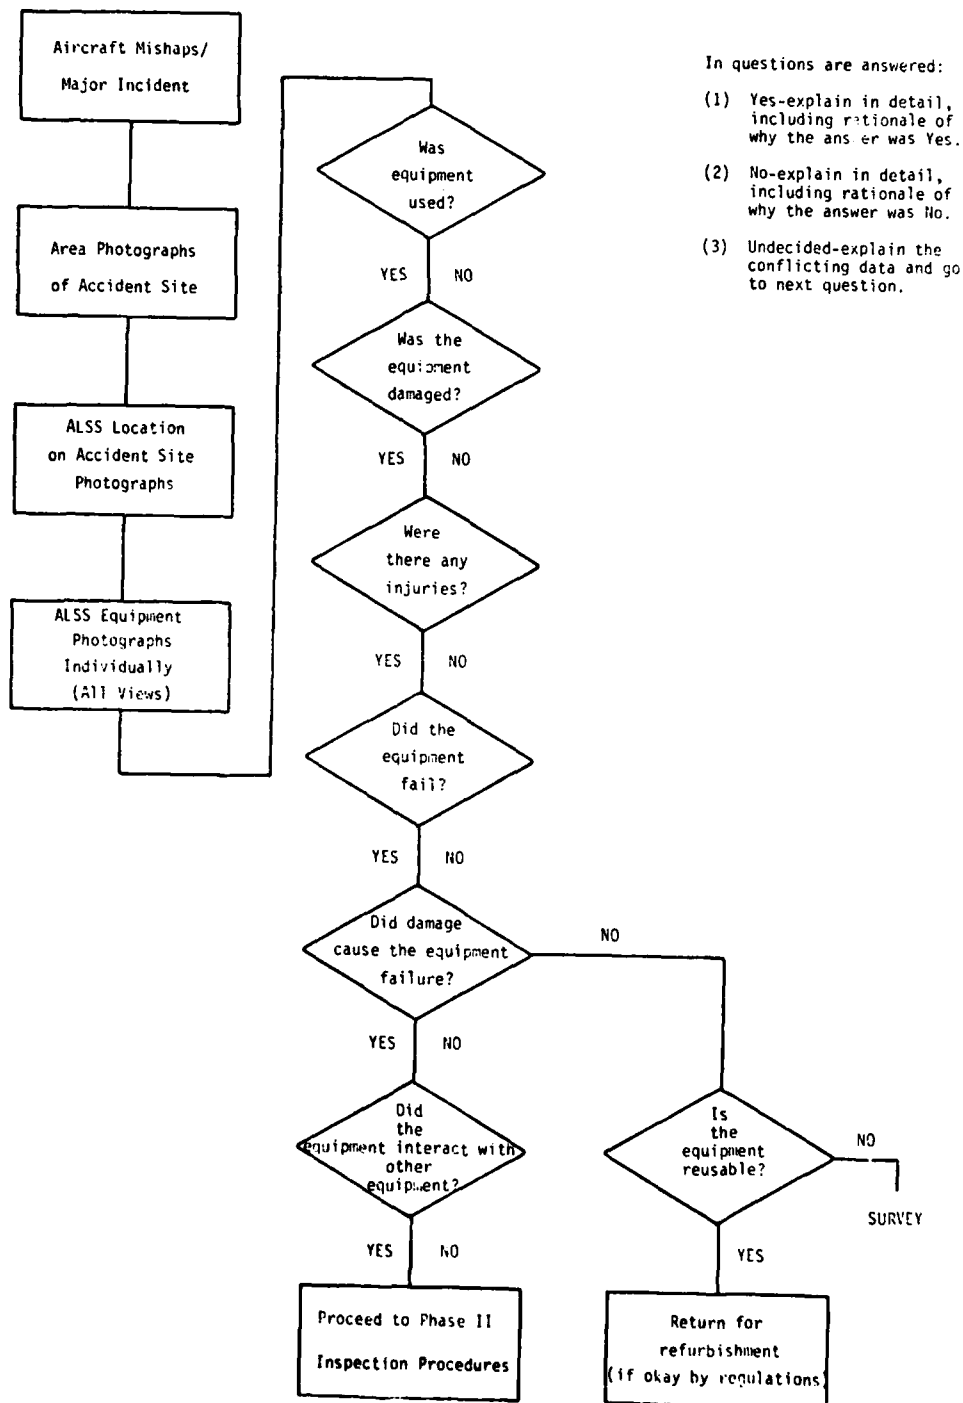 Aircraft Mishaps/
Major Incident
Area Photographs
of Accident Site
ALSS Location
on Accident Site
Photographs
ALSS Equipment
Photographs
Individually
(All Views)
Was
equipment
used?
YES NO
Was the
equipment
damaged?
YES NO
Were
there any
injuries?
YES NO
Did the
equipment
fail?
YES NO
Did damage
cause the equipment
failure?
NO
YES NO
Did
the
equipment interact with
other
equipment?
YES NO
Proceed to Phase II
Inspection Procedures
Is
the
equipment
reusable?
NO
SURVEY
YES
Return for
refurbishment
(if okay by regulations)
In questions are answered:
(1) Yes-explain in detail,
including rationale of
why the answer was Yes.
(2) No-explain in detail,
including rationale of
why the answer was No.
(3) Undecided-explain the
conflicting data and go
to next question.